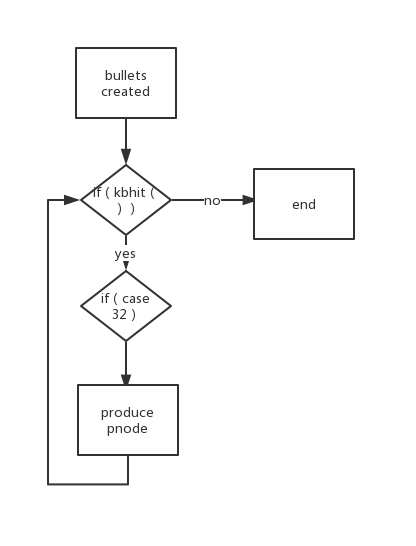 bullets
created
if ( kbhit (
) )
no
end
yes
if ( case
32 )
produce
pnode